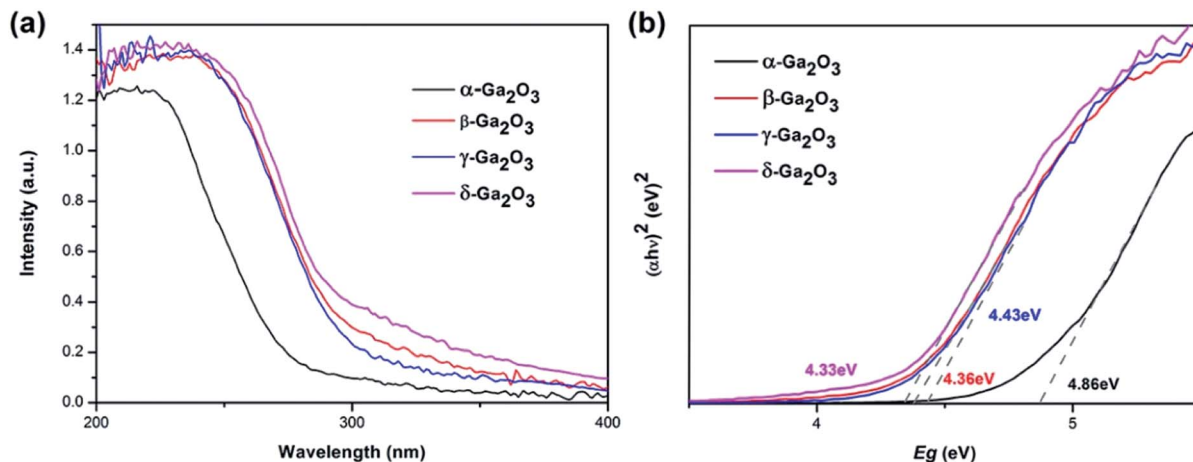 (a)
1.4
1.2
1.0
0.8
0.6
0.4
0.2
0.0
Intensity (a.u.)
α-Ga2O3
β-Ga2O3
γ-Ga2O3
δ-Ga2O3
200
250
300
350
400
Wavelength (nm)
(b)
(αhν)² (eV)²
α-Ga2O3
β-Ga2O3
γ-Ga2O3
δ-Ga2O3
4.43eV
4.33eV
4.36eV
4.86eV
4
5
Eg (eV)